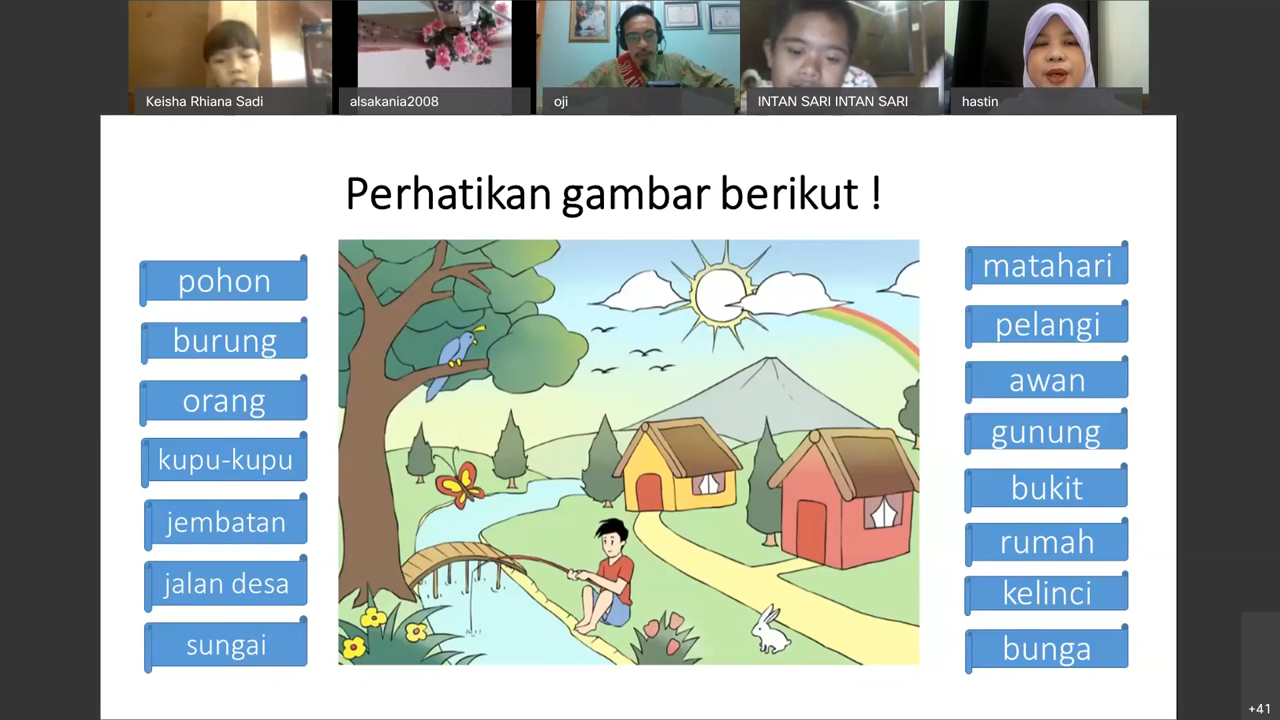 Keisha Rhiana Sadi
alsakania2008
oji
INTAN SARI INTAN SARI
hastin
Perhatikan gambar berikut !
pohon
burung
orang
kupu-kupu
jembatan
jalan desa
sungai
matahari
pelangi
awan
gunung
bukit
rumah
kelinci
bunga
+41